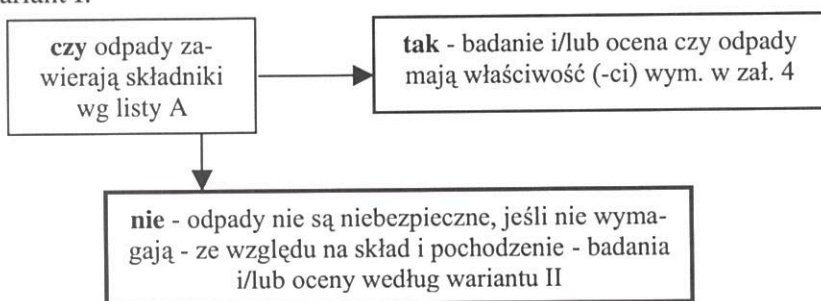 ariant I.
czy odpady za-
wierają składniki
wg listy A
tak - badanie i/lub ocena czy odpady
mają właściwość (-ci) wym. w zał. 4
nie - odpady nie są niebezpieczne, jeśli nie wyma-
gają - ze względu na skład i pochodzenie - badania
i/lub oceny według wariantu II